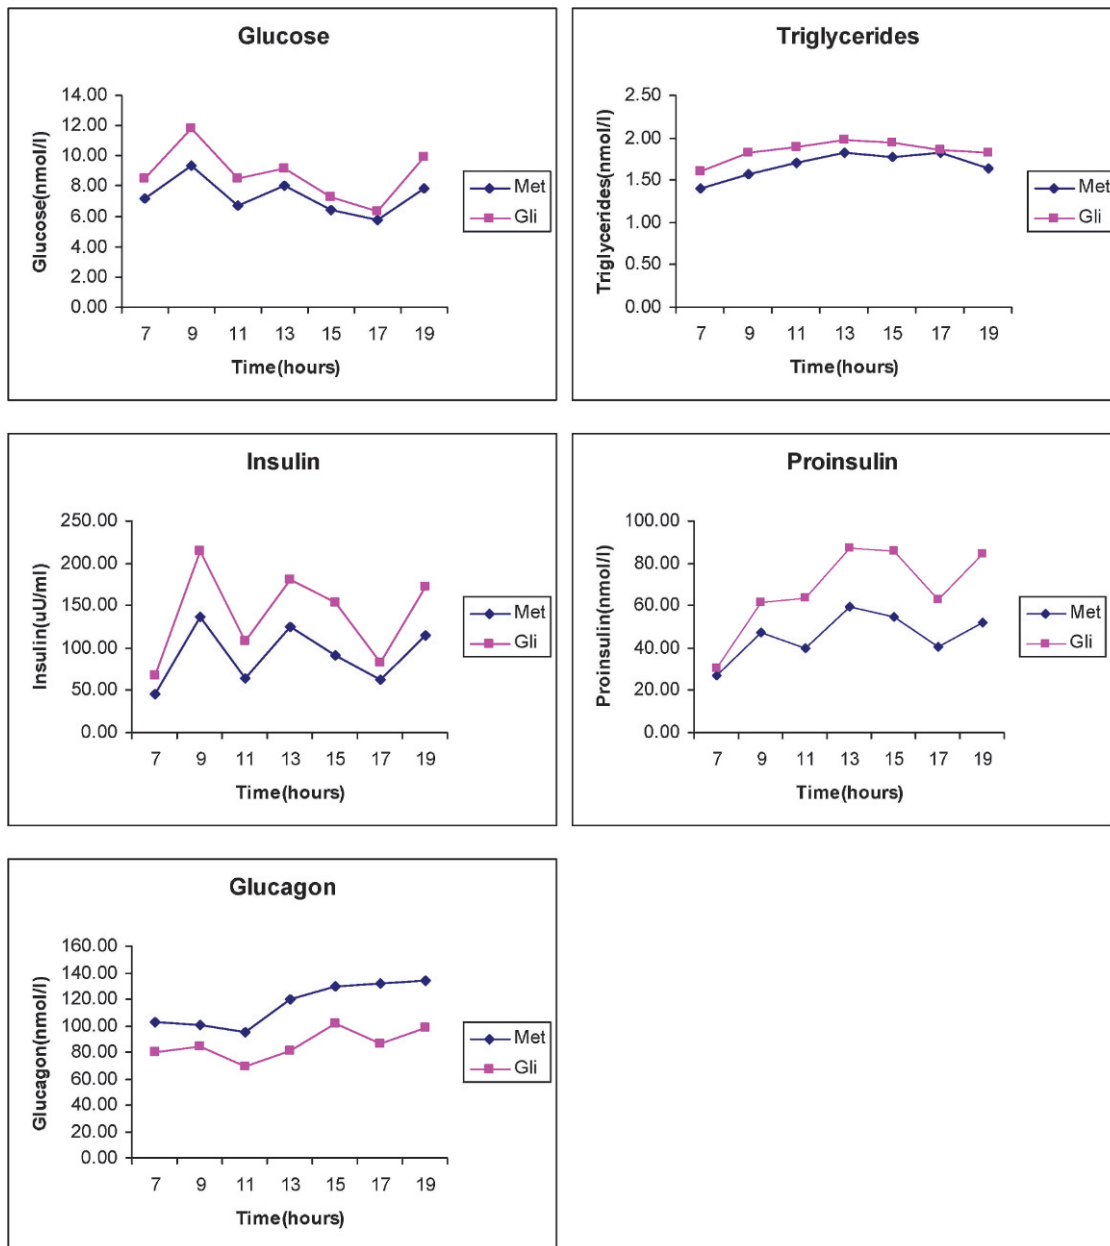 Glucose
14.00
12.00
10.00
8.00
6.00
4.00
2.00
0.00
Glucose(nmol/l)
7 9 11 13 15 17 19
Time(hours)
Met
Gli
Triglycerides
2.50
2.00
1.50
1.00
0.50
0.00
Triglycerides(nmol/l)
7 9 11 13 15 17 19
Time(hours)
Met
Gli
Insulin
250.00
200.00
150.00
100.00
50.00
0.00
Insulin(uU/ml)
7 9 11 13 15 17 19
Time(hours)
Met
Gli
Proinsulin
100.00
80.00
60.00
40.00
20.00
0.00
Proinsulin(nmol/l)
7 9 11 13 15 17 19
Time(hours)
Met
Gli
Glucagon
160.00
140.00
120.00
100.00
80.00
60.00
40.00
20.00
0.00
Glucagon(nmol/l)
7 9 11 13 15 17 19
Time(hours)
Met
Gli